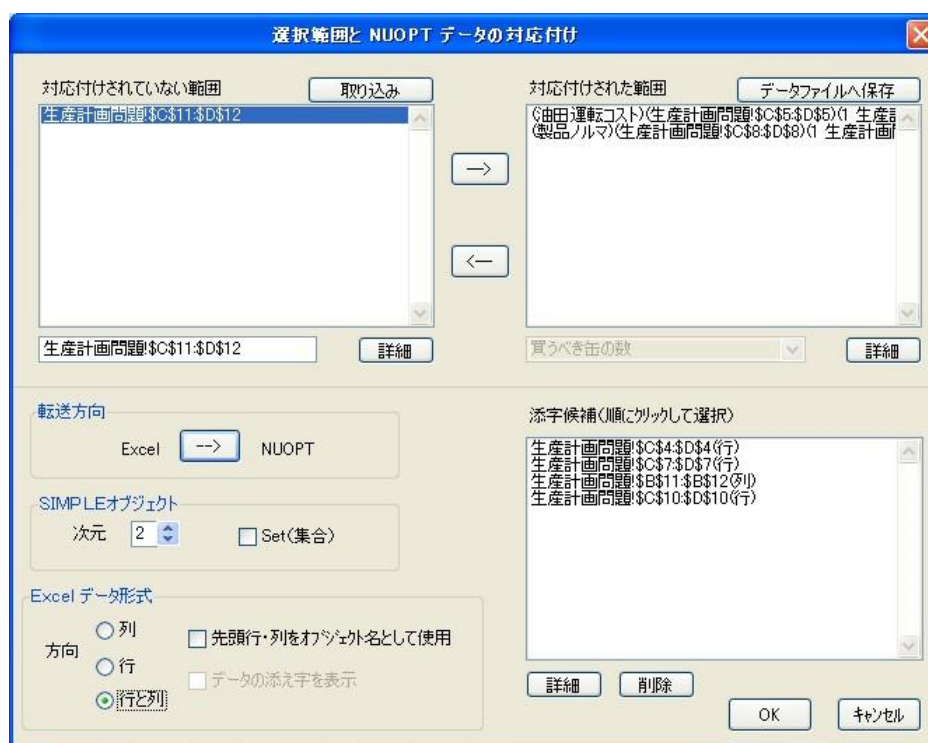 選択範囲と NUOPT データの対応付け
対応付けされていない範囲
取り込み
生産計画問題!$C$11:$D$12
生産計画問題!$C$11:$D$12
詳細
-->
<--
対応付けされた範囲
データファイルへ保存
(油田運転コスト)(生産計画問題!$C$5:$D$5)(1 生産
(製品ノルマ)(生産計画問題!$C$8:$D$8)(1 生産計画
買うべき缶の数
詳細
転送方向
Excel --> NUOPT
SIMPLEオブジェクト
次元 2 Set(集合)
Excel データ形式
方向
列
行
行と列
先頭行・列をオブジェクト名として使用
データの添え字を表示
添字候補(順にクリックして選択)
生産計画問題!$C$4:$D$4(行)
生産計画問題!$C$7:$D$7(行)
生産計画問題!$B$11:$B$12(列)
生産計画問題!$C$10:$D$10(行)
詳細
削除
OK
キャンセル